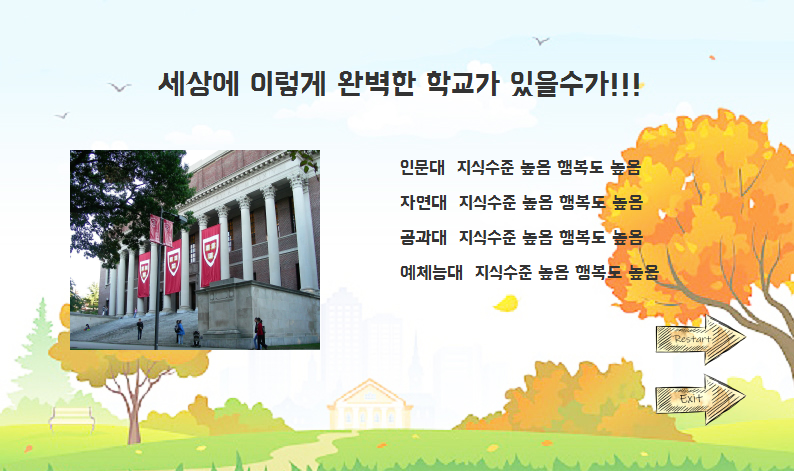 세상에 이렇게 완벽한 학교가 있을수가!!!
인문대 지식수준 높음 행복도 높음
자연대 지식수준 높음 행복도 높음
공과대 지식수준 높음 행복도 높음
예체능대 지식수준 높음 행복도 높음
Restart
Exit